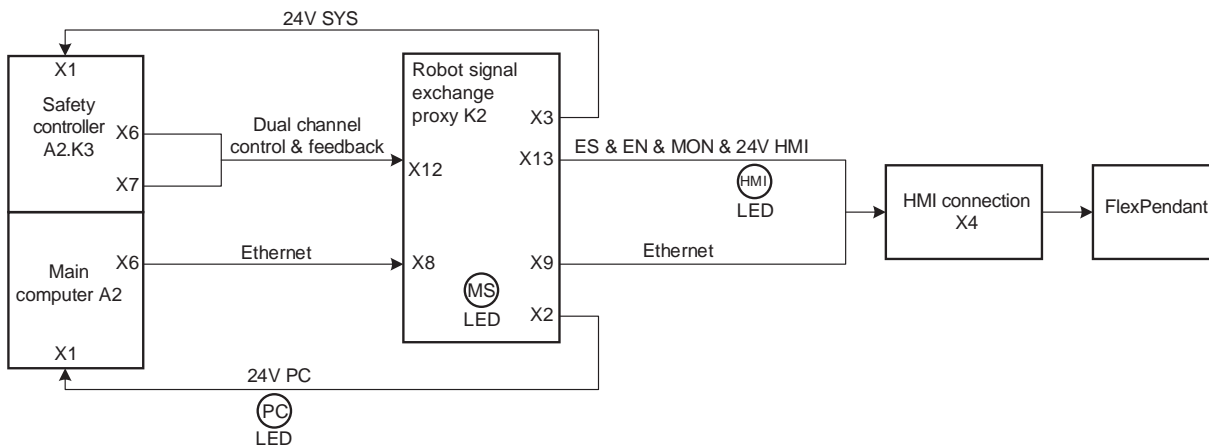 24V SYS
X1
Safety
controller
A2.K3
X6
X7
Dual channel
control & feedback
Robot signal
exchange
proxy K2
X3
X13
X12
ES & EN & MON & 24V HMI
HMI
LED
HMI connection
X4
FlexPendant
Main
computer A2
X6
Ethernet
X8
X9
Ethernet
MS
LED
X2
X1
24V PC
PC
LED